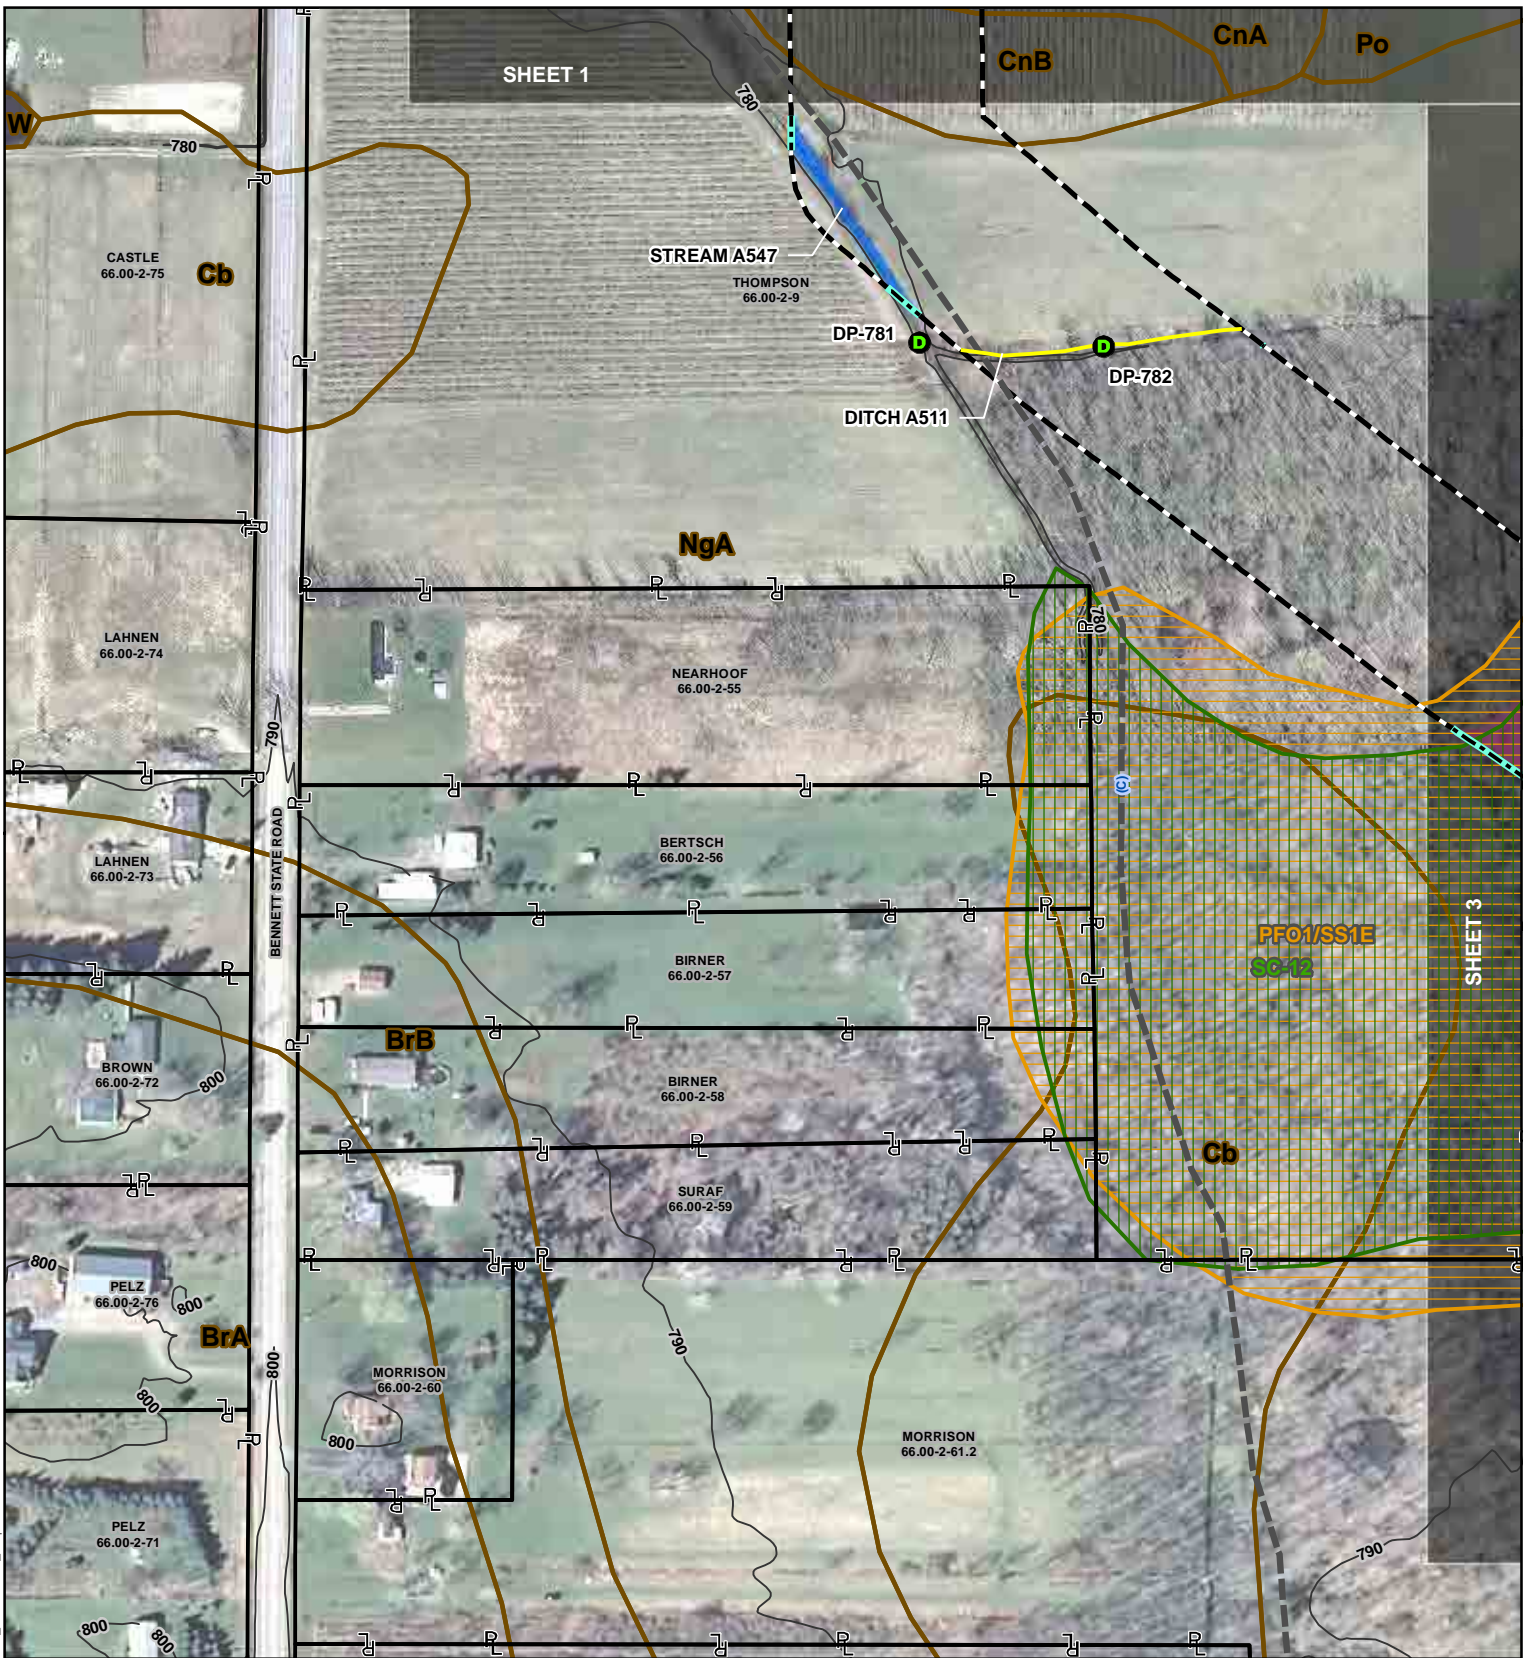 SHEET 1
CnB
CnA
Po
W
780
780
CASTLE
66.00-2-75
Cb
STREAM A547
THOMPSON
66.00-2-9
DP-781
D
D
DP-782
DITCH A511
NgA
LAHNEN
66.00-2-74
NEARHOOF
66.00-2-55
780
790
(C)
LAHNEN
66.00-2-73
BENNETT STATE ROAD
BERTSCH
66.00-2-56
BIRNER
66.00-2-57
PFO1/SS1E
SC-12
SHEET 3
BrB
BROWN
66.00-2-72
800
BIRNER
66.00-2-58
Cb
SURAF
66.00-2-59
800
PELZ
66.00-2-76
800
BrA
800
790
MORRISON
66.00-2-60
800
800
MORRISON
66.00-2-61.2
PELZ
66.00-2-71
790
800
800